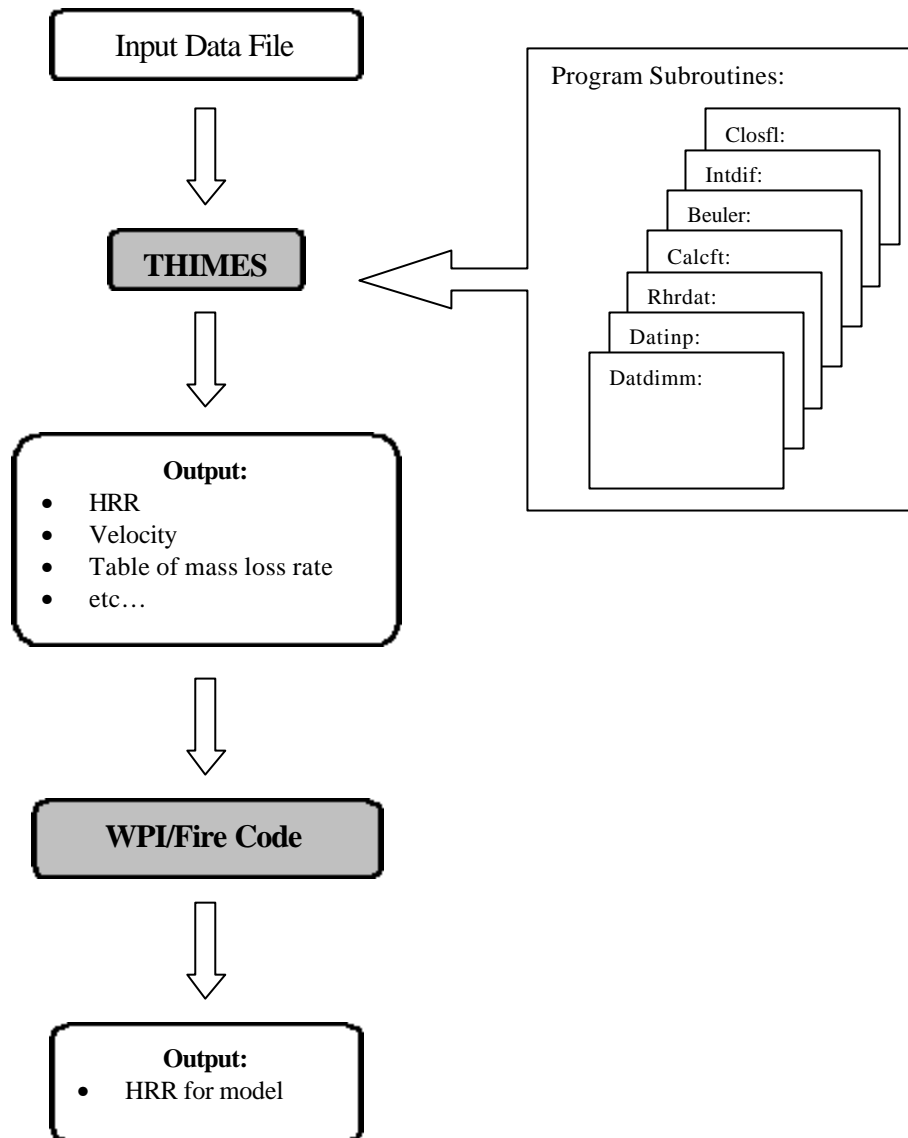 Input Data File
Program Subroutines:
Closfl:
Intdif:
Beuler:
Calcft:
Rhrdat:
Datinp:
Datdimm:
THIMES
Output:
• HRR
• Velocity
• Table of mass loss rate
• etc…
WPI/Fire Code
Output:
• HRR for model